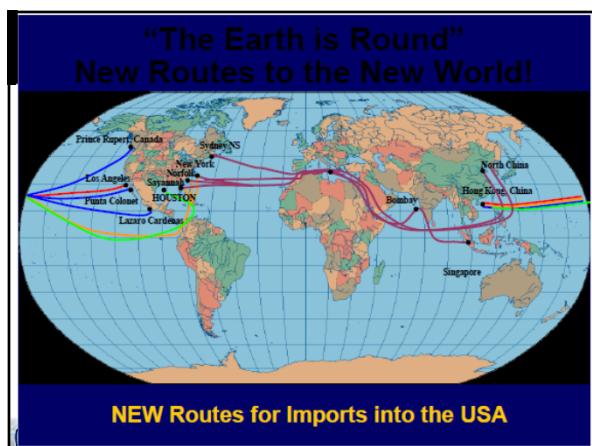 “The Earth is Round”
New Routes to the New World!
Prince Rupert, Canada
Sydney NS
New York
Norfolk
Los Angeles
Savannah
Punta Colonet
HOUSTON
Lazaro Cardenas
North China
Hong Kong, China
Bombay
Singapore
NEW Routes for Imports into the USA